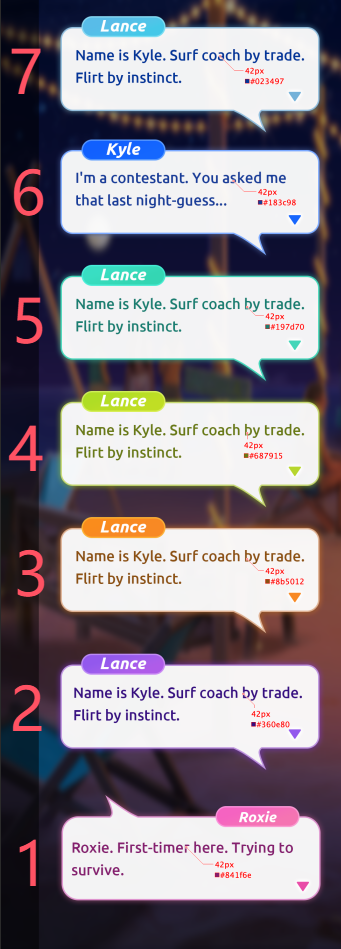 7
Lance
Name is Kyle. Surf coach by trade.
Flirt by instinct.
42px
#023497
6
Kyle
I'm a contestant. You asked me
that last night-guess...
42px
#183c98
5
Lance
Name is Kyle. Surf coach by trade.
Flirt by instinct.
42px
#197d70
4
Lance
Name is Kyle. Surf coach by trade.
Flirt by instinct.
42px
#687915
3
Lance
Name is Kyle. Surf coach by trade.
Flirt by instinct.
42px
#8b5012
2
Lance
Name is Kyle. Surf coach by trade.
Flirt by instinct.
42px
#360e80
1
Roxie
Roxie. First-timer here. Trying to
survive.
42px
#841f6e